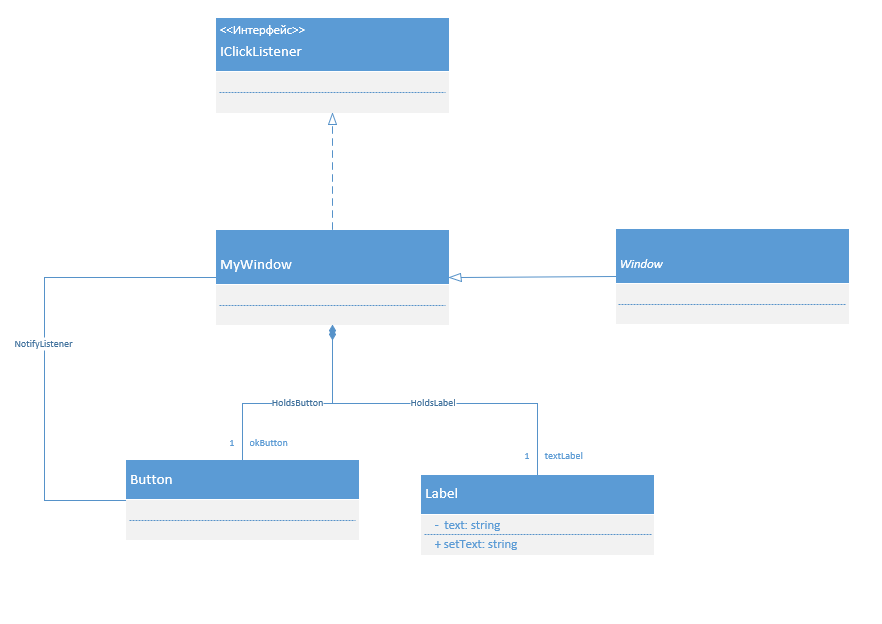 <<Интерфейс>>
IClickListener
MyWindow
Window
NotifyListener
HoldsButton
HoldsLabel
1 okButton
1 textLabel
Button
Label
- text: string
+ setText: string